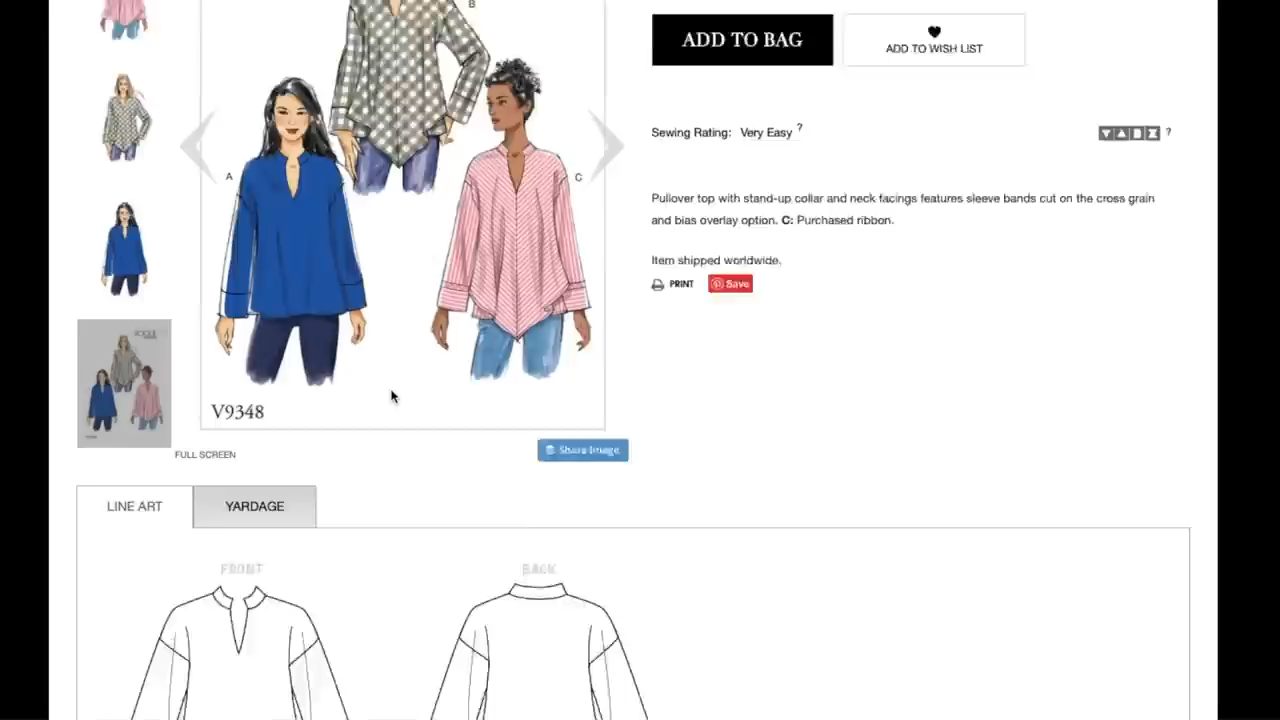 B
ADD TO BAG
ADD TO WISH LIST
Sewing Rating: Very Easy ?
?
A
C
Pullover top with stand-up collar and neck facings features sleeve bands cut on the cross grain
and bias overlay option. C: Purchased ribbon.
Item shipped worldwide.
PRINT
Save
VOGUE
V9348
FULL SCREEN
Share Image
LINE ART
YARDAGE
FRONT
BACK